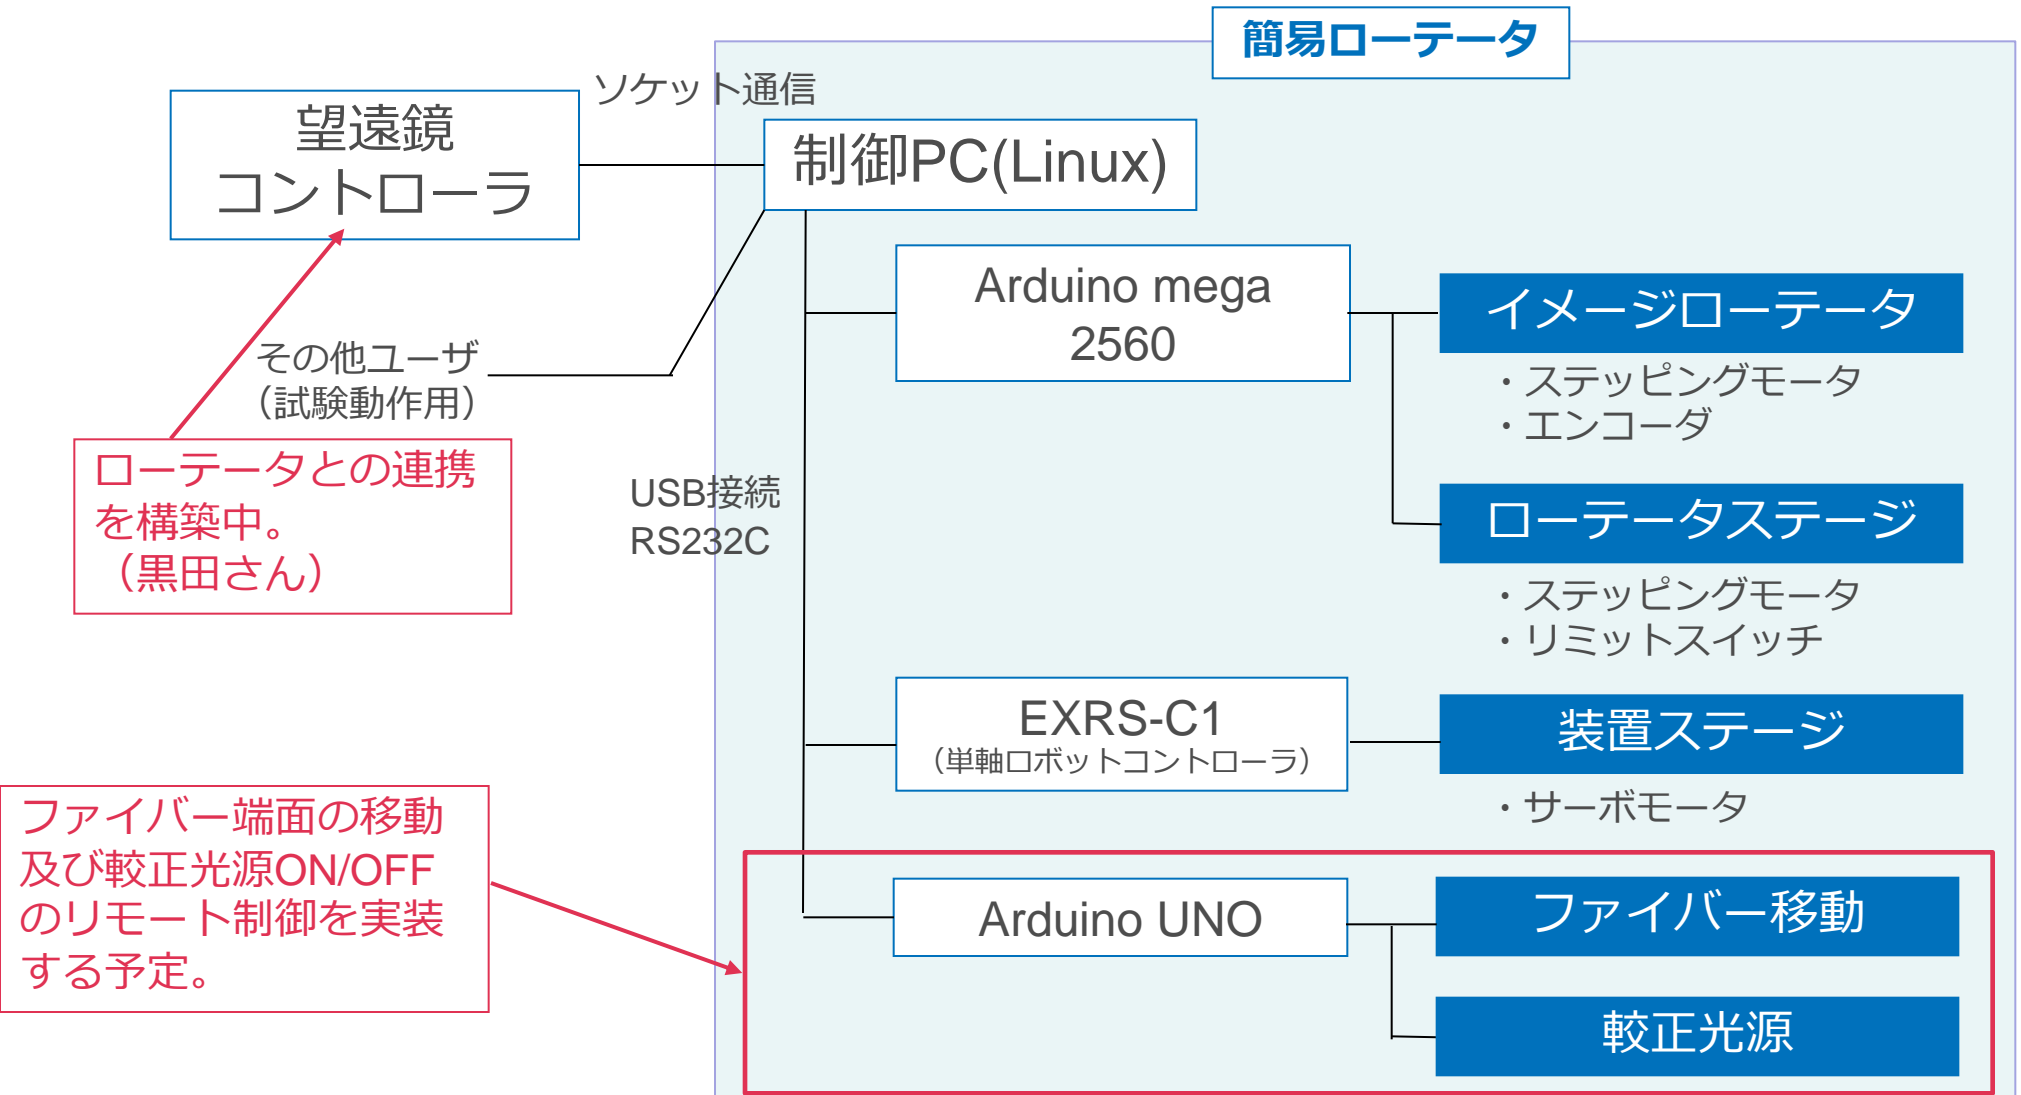 簡易ローテータ
ソケット通信
望遠鏡
コントローラ
制御PC(Linux)
Arduino mega
2560
イメージローテータ
・ステッピングモータ
・エンコーダ
その他ユーザ
（試験動作用）
ローテータとの連携
を構築中。
（黒田さん）
USB接続
RS232C
ローテータステージ
・ステッピングモータ
・リミットスイッチ
EXRS-C1
（単軸ロボットコントローラ）
装置ステージ
・サーボモータ
ファイバー端面の移動
及び較正光源ON/OFF
のリモート制御を実装
する予定。
Arduino UNO
ファイバー移動
較正光源